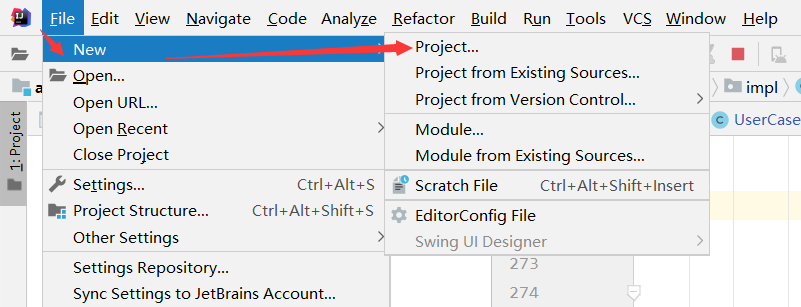 IJ
File Edit View Navigate Code Analyze Refactor Build Run Tools VCS Window Help
New
Project...
Open...
Project from Existing Sources...
impl
Open URL...
Project from Version Control...
1: Project
C UserCase
Open Recent
Module...
Close Project
Module from Existing Sources...
Settings... Ctrl+Alt+S
Scratch File Ctrl+Alt+Shift+Insert
Project Structure... Ctrl+Alt+Shift+S
EditorConfig File
Other Settings
Swing UI Designer
Settings Repository...
273
Sync Settings to JetBrains Account...
274